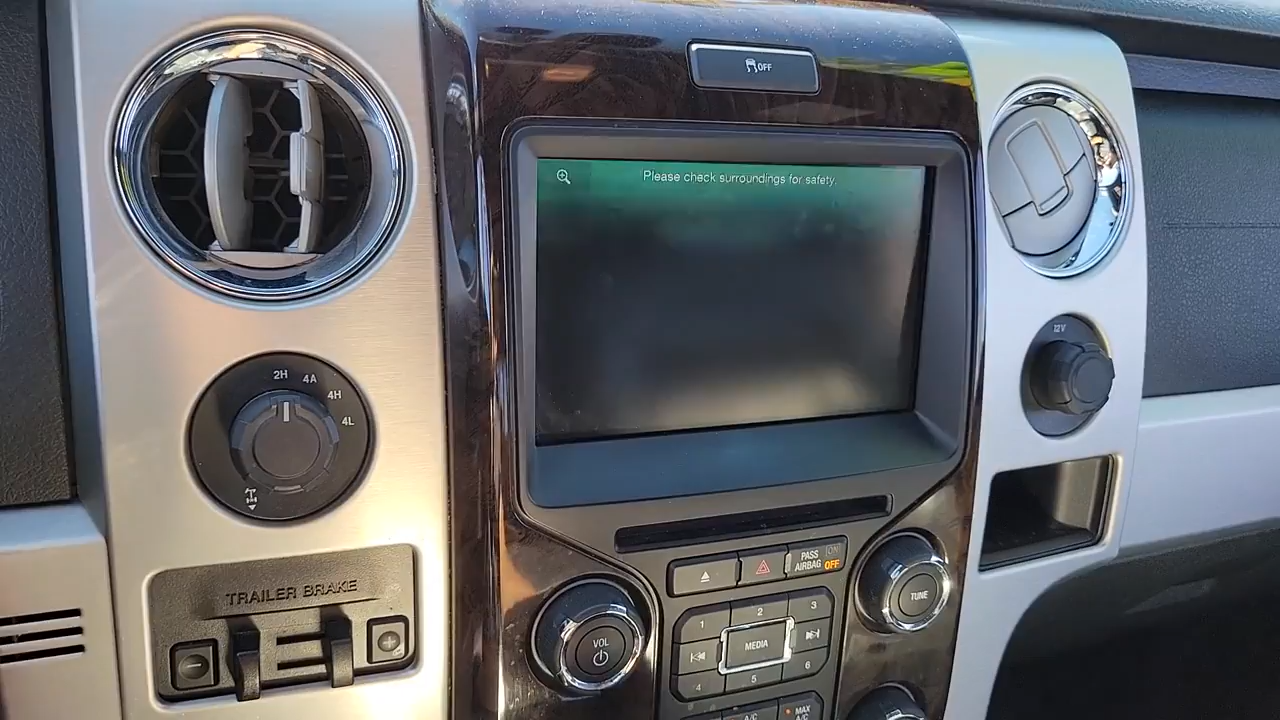 OFF
Please check surroundings for safety.
2H
4A
4H
4L
12V
TRAILER BRAKE
PASS
AIRBAG
ON
OFF
VOL
TUNE
1
2
3
MEDIA
4
5
6
A/C
MAX
A/C